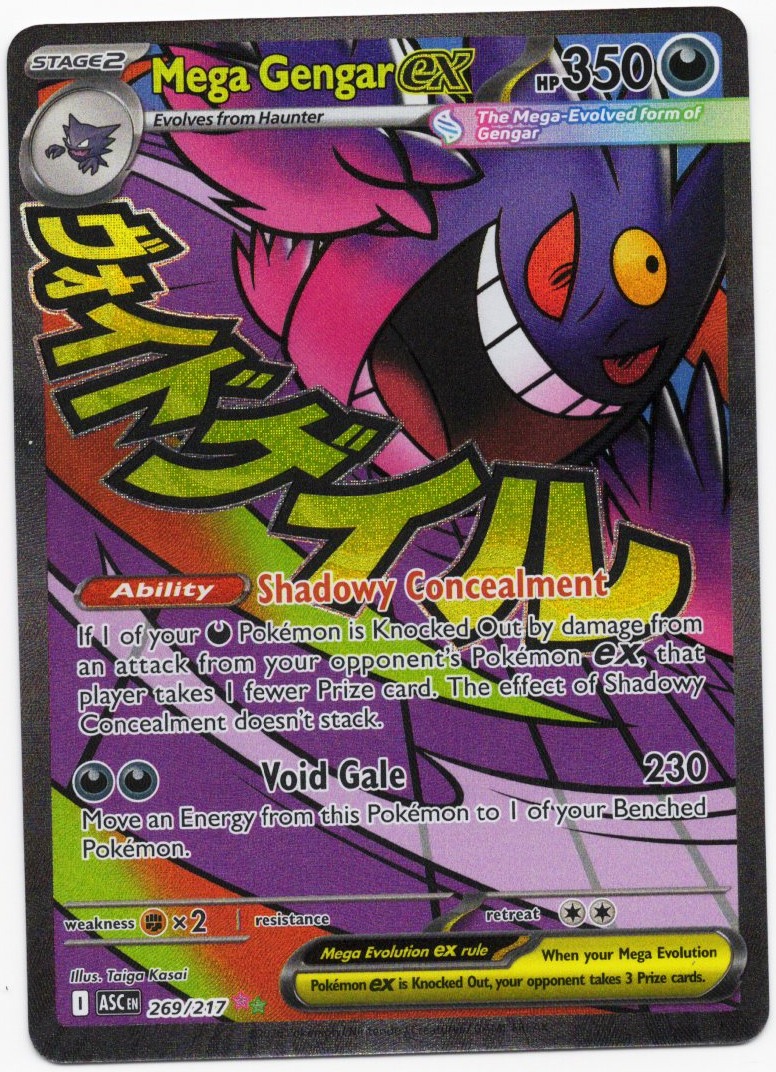 STAGE2
Mega Gengar ex
HP 350
Evolves from Haunter
The Mega-Evolved form of
Gengar
ヴォイドゲイル
Ability Shadowy Concealment
If 1 of your Pokémon is Knocked Out by damage from
an attack from your opponent's Pokémon ex, that
player takes 1 fewer Prize card. The effect of Shadowy
Concealment doesn't stack.
Void Gale 230
Move an Energy from this Pokémon to 1 of your Benched
Pokémon.
weakness ×2 resistance retreat
Mega Evolution ex rule When your Mega Evolution
Pokémon ex is Knocked Out, your opponent takes 3 Prize cards.
Illus. Taiga Kasai
I ASC EN 269/217